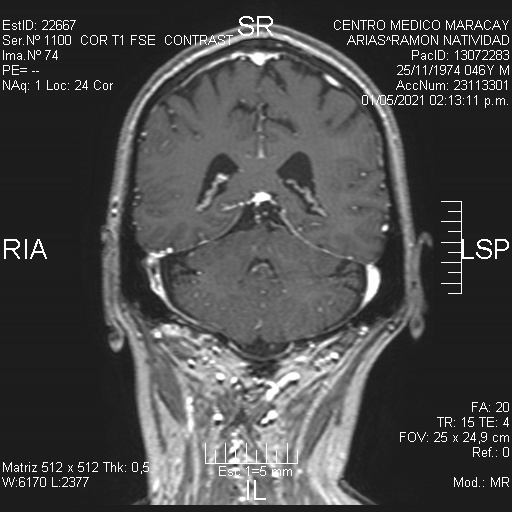 EstID: 22667
Ser.Nº 1100 COR T1 FSE CONTRAST
Ima.Nº 74
PE= --
NAq: 1 Loc: 24 Cor
SR
CENTRO MEDICO MARACAY
ARIAS^RAMON NATIVIDAD
PacID: 13072283
25/11/1974 046Y M
AccNum: 23113301
01/05/2021 02:13:11 p.m.
RIA
LSP
FA: 20
TR: 15 TE: 4
FOV: 25 x 24,9 cm
Ref.: 0
Matriz 512 x 512 Thk: 0,5
W:6170 L:2377
Esc 1=5 mm
IL
Mod.: MR